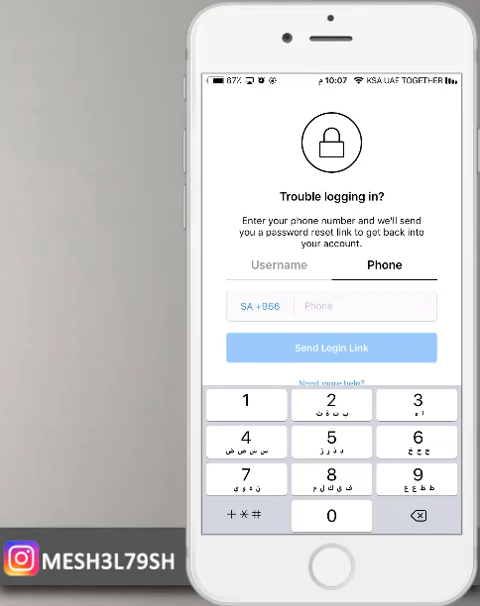 67%
10:07 م
KSA UAE TOGETHER
Trouble logging in?
Enter your phone number and we'll send
you a password reset link to get back into
your account.
Username
Phone
SA +966
Phone
Send Login Link
Need more help?
1
2
ب ت ة ث
3
ا ء
4
س ش ص ض
5
د ذ ر ز
6
ج ح خ
7
ن ه و ي
8
ف ق ك ل م
9
ط ظ ع غ
+ * #
0
MESH3L79SH